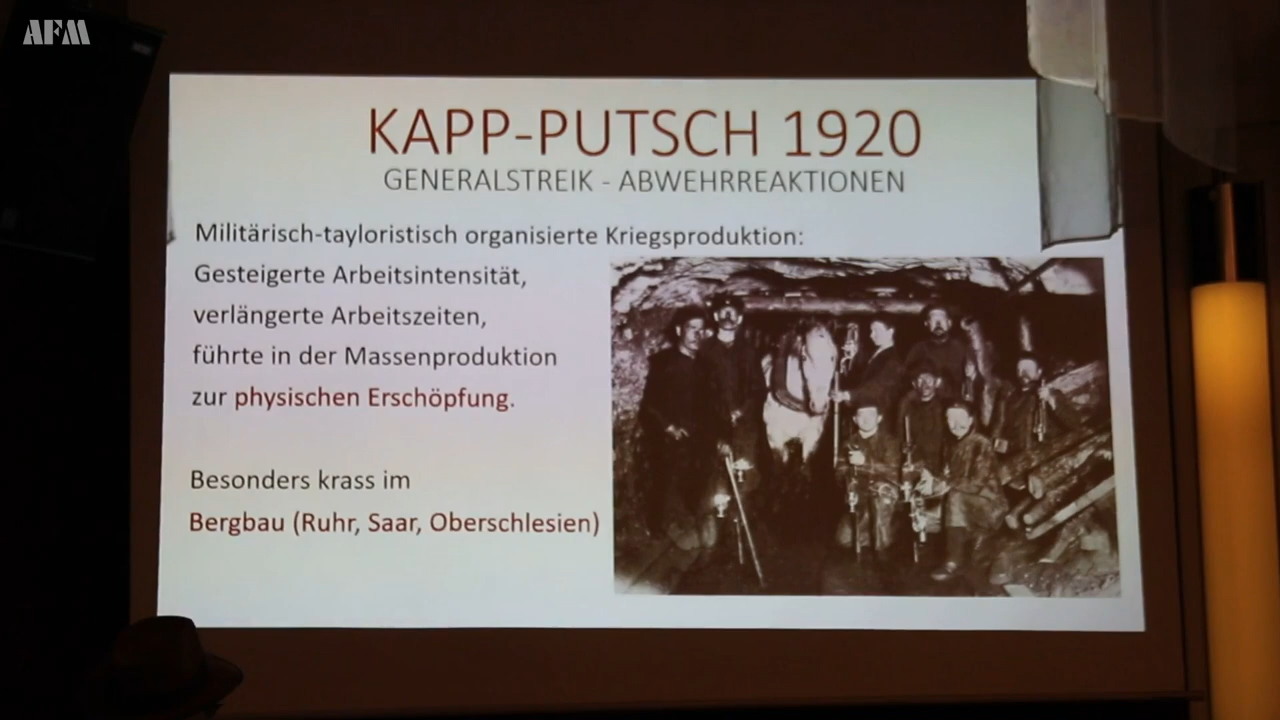 AFM
KAPP-PUTSCH 1920
GENERALSTREIK - ABWEHRREAKTIONEN
Militärisch-tayloristisch organisierte Kriegsproduktion:
Gesteigerte Arbeitsintensität,
verlängerte Arbeitszeiten,
führte in der Massenproduktion
zur physischen Erschöpfung.
Besonders krass im
Bergbau (Ruhr, Saar, Oberschlesien)